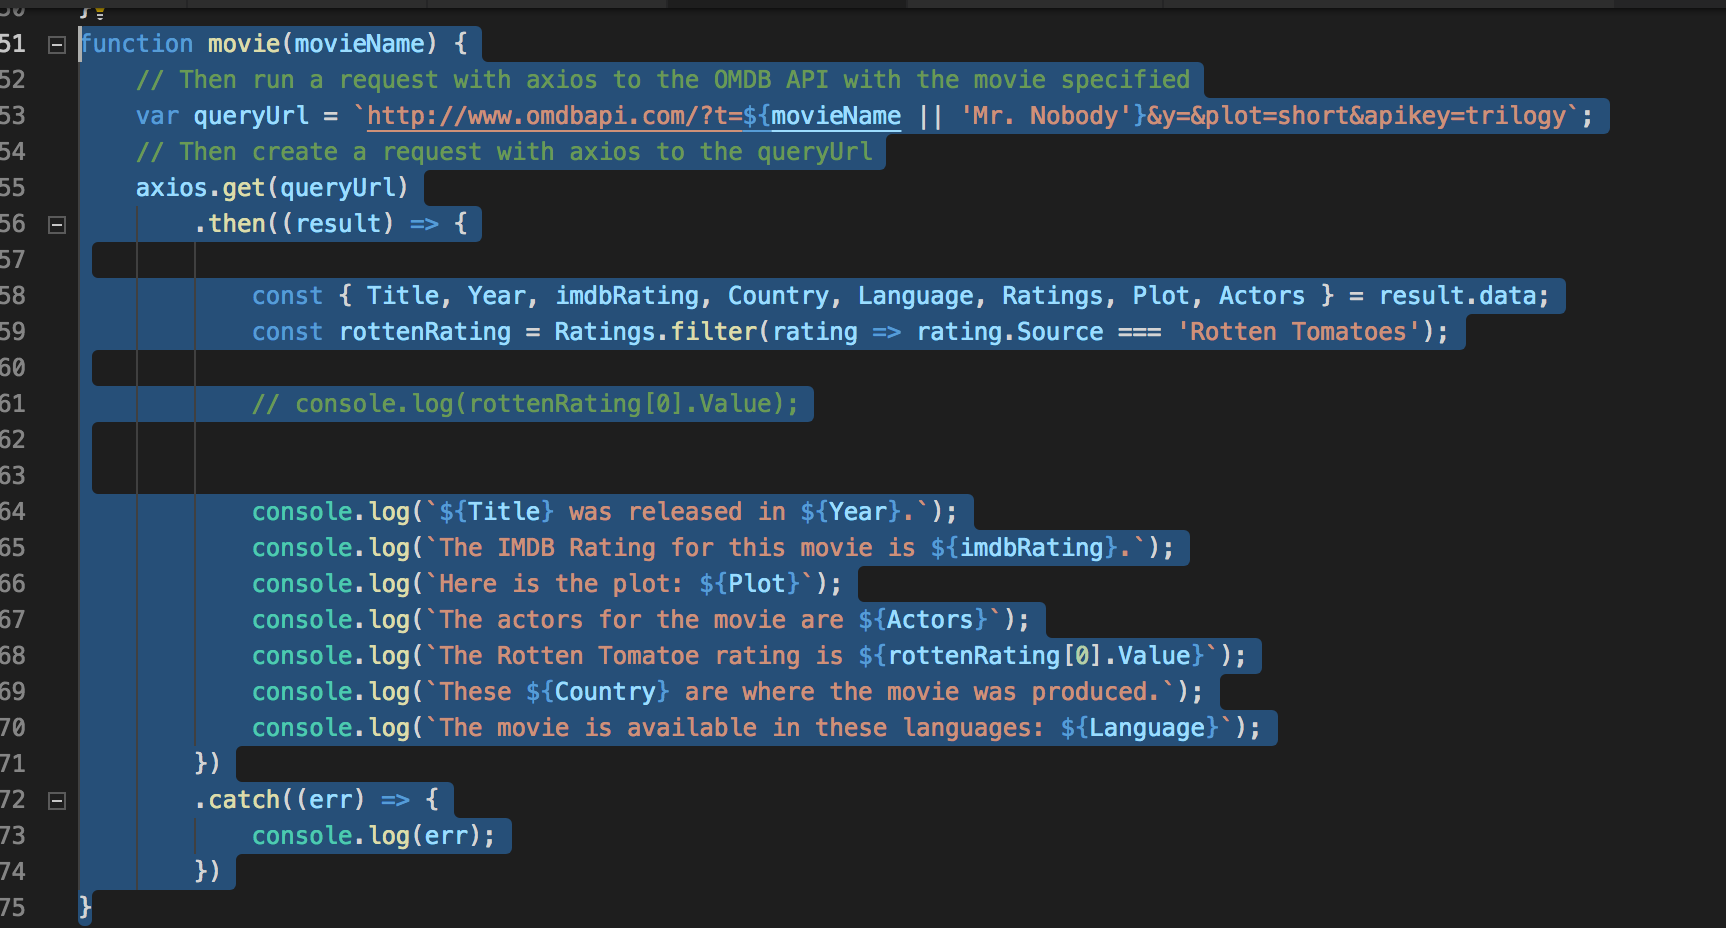 50 }
51 function movie(movieName) {
52 // Then run a request with axios to the OMDB API with the movie specified
53 var queryUrl = `http://www.omdbapi.com/?t=${movieName || 'Mr. Nobody'}&y=&plot=short&apikey=trilogy`;
54 // Then create a request with axios to the queryUrl
55 axios.get(queryUrl)
56 .then((result) => {
57
58 const { Title, Year, imdbRating, Country, Language, Ratings, Plot, Actors } = result.data;
59 const rottenRating = Ratings.filter(rating => rating.Source === 'Rotten Tomatoes');
60
61 // console.log(rottenRating[0].Value);
62
63
64 console.log(`${Title} was released in ${Year}.`);
65 console.log(`The IMDB Rating for this movie is ${imdbRating}.`);
66 console.log(`Here is the plot: ${Plot}`);
67 console.log(`The actors for the movie are ${Actors}`);
68 console.log(`The Rotten Tomatoe rating is ${rottenRating[0].Value}`);
69 console.log(`These ${Country} are where the movie was produced.`);
70 console.log(`The movie is available in these languages: ${Language}`);
71 })
72 .catch((err) => {
73 console.log(err);
74 })
75 }